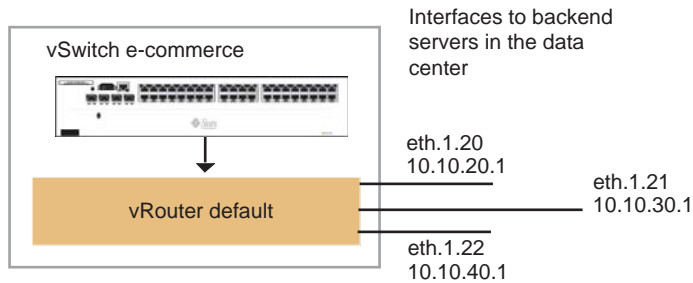 Interfaces to backend
servers in the data
center
vSwitch e-commerce
Sun
vRouter default
eth.1.20
10.10.20.1
eth.1.21
10.10.30.1
eth.1.22
10.10.40.1